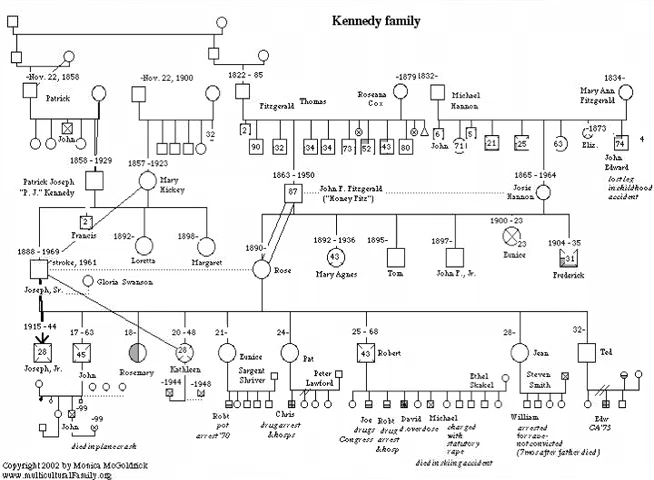 Kennedy family
-Nov. 22, 1858
-Nov. 22, 1900
1822 - 85
-1879
1832-
1834-
Patrick
Fitzgerald
Thomas
Roseana
Cox
Michael
Hannon
Mary Ann
Fitzgerald
John
32
2
90
32
34
34
73
52
43
80
6
John
71
5
21
25
63
-1873
Eliz.
74
4
John
Edward
lost leg
in childhood
accident
1858-1929
1857-1923
1863-1950
1865-1964
Patrick Joseph
"P. J." Kennedy
Mary
Hickey
87
John F. Fitzgerald
("Honey Fitz")
Josie
Hannon
2
Francis
1892-
Loretta
1898-
Margaret
1888-1969
stroke, 1961
Joseph, Sr.
Gloria Swanson
1890-
Rose
1892-1936
43
Mary Agnes
1895-
Tom
1897-
John F., Jr.
1900-23
23
Eunice
1904-35
31
Frederick
1915-44
28
Joseph, Jr.
17-63
45
John
18-
Rosemary
20-48
28
Kathleen
21-
Eunice
24-
Pat
25-68
43
Robert
28-
Jean
32-
Ted
-1944
-1948
Sargent
Shriver
Peter
Lawford
Ethel
Skakel
Steven
Smith
-99
John
-99
died in plane crash
Robt
pot
arrest '70
Chris
drug arrest
& hosps
Joe
drugs
Congress
Robt
drug
arrest
& hosp
David
d.overdose
Michael
charged
with
statutory
rape
died in skiing accident
William
arrested
for rape-
not convicted
(7 mos after father died)
Edw
CA'73
Copyright 2002 by Monica McGoldrick
www.multiculturalFamily.org